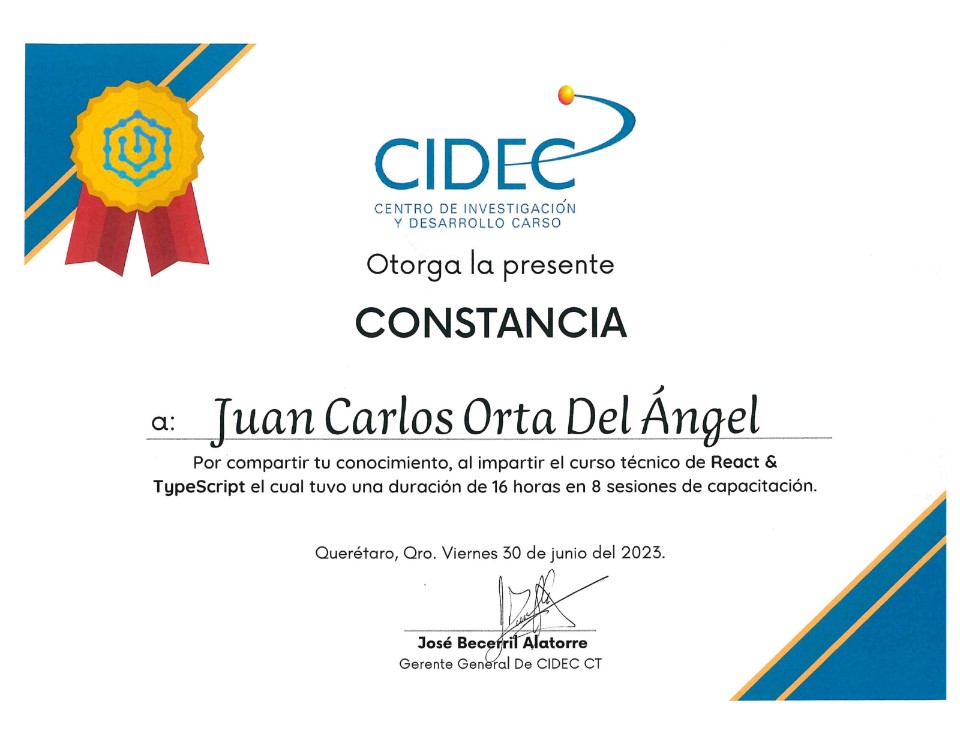 CIDEC
CENTRO DE INVESTIGACIÓN
Y DESARROLLO CARSO
Otorga la presente
CONSTANCIA
a: Juan Carlos Orta Del Ángel
Por compartir tu conocimiento, al impartir el curso técnico de React &
TypeScript el cual tuvo una duración de 16 horas en 8 sesiones de capacitación.
Querétaro, Qro. Viernes 30 de junio del 2023.
José Becerril Alatorre
Gerente General De CIDEC CT